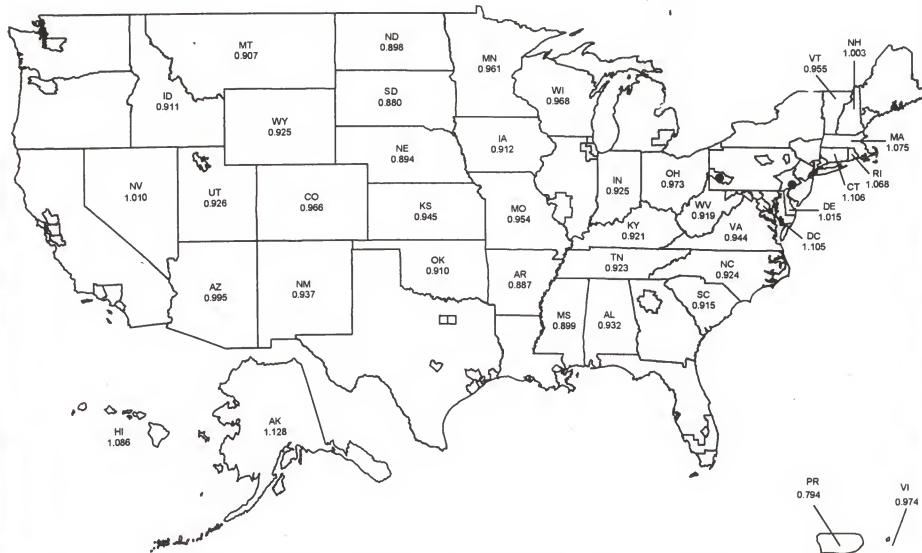 MT
0.907
ND
0.898
MN
0.961
VT
0.955
NH
1.003
ID
0.911
SD
0.880
WI
0.968
WY
0.925
MA
1.075
NE
0.894
IA
0.912
RI
1.068
CT
1.106
NV
1.010
UT
0.926
CO
0.966
KS
0.945
MO
0.954
IN
0.925
OH
0.973
WV
0.919
DE
1.015
KY
0.921
VA
0.944
DC
1.105
AZ
0.995
NM
0.937
OK
0.910
AR
0.887
TN
0.923
NC
0.924
SC
0.915
MS
0.899
AL
0.932
HI
1.086
AK
1.128
PR
0.794
VI
0.974